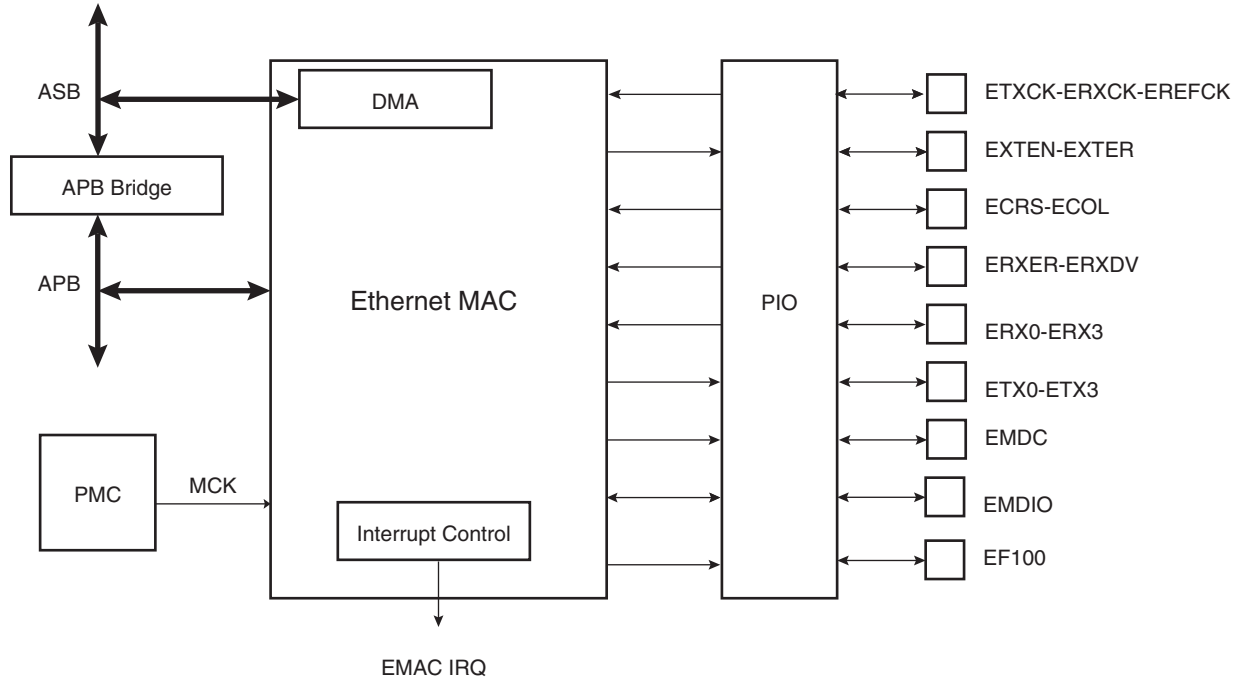 ASB
DMA
ETXCK-ERXCK-EREFCK
EXTEN-EXTER
APB Bridge
ECRS-ECOL
ERXER-ERXDV
APB
Ethernet MAC
PIO
ERX0-ERX3
ETX0-ETX3
EMDC
PMC
MCK
EMDIO
Interrupt Control
EF100
EMAC IRQ